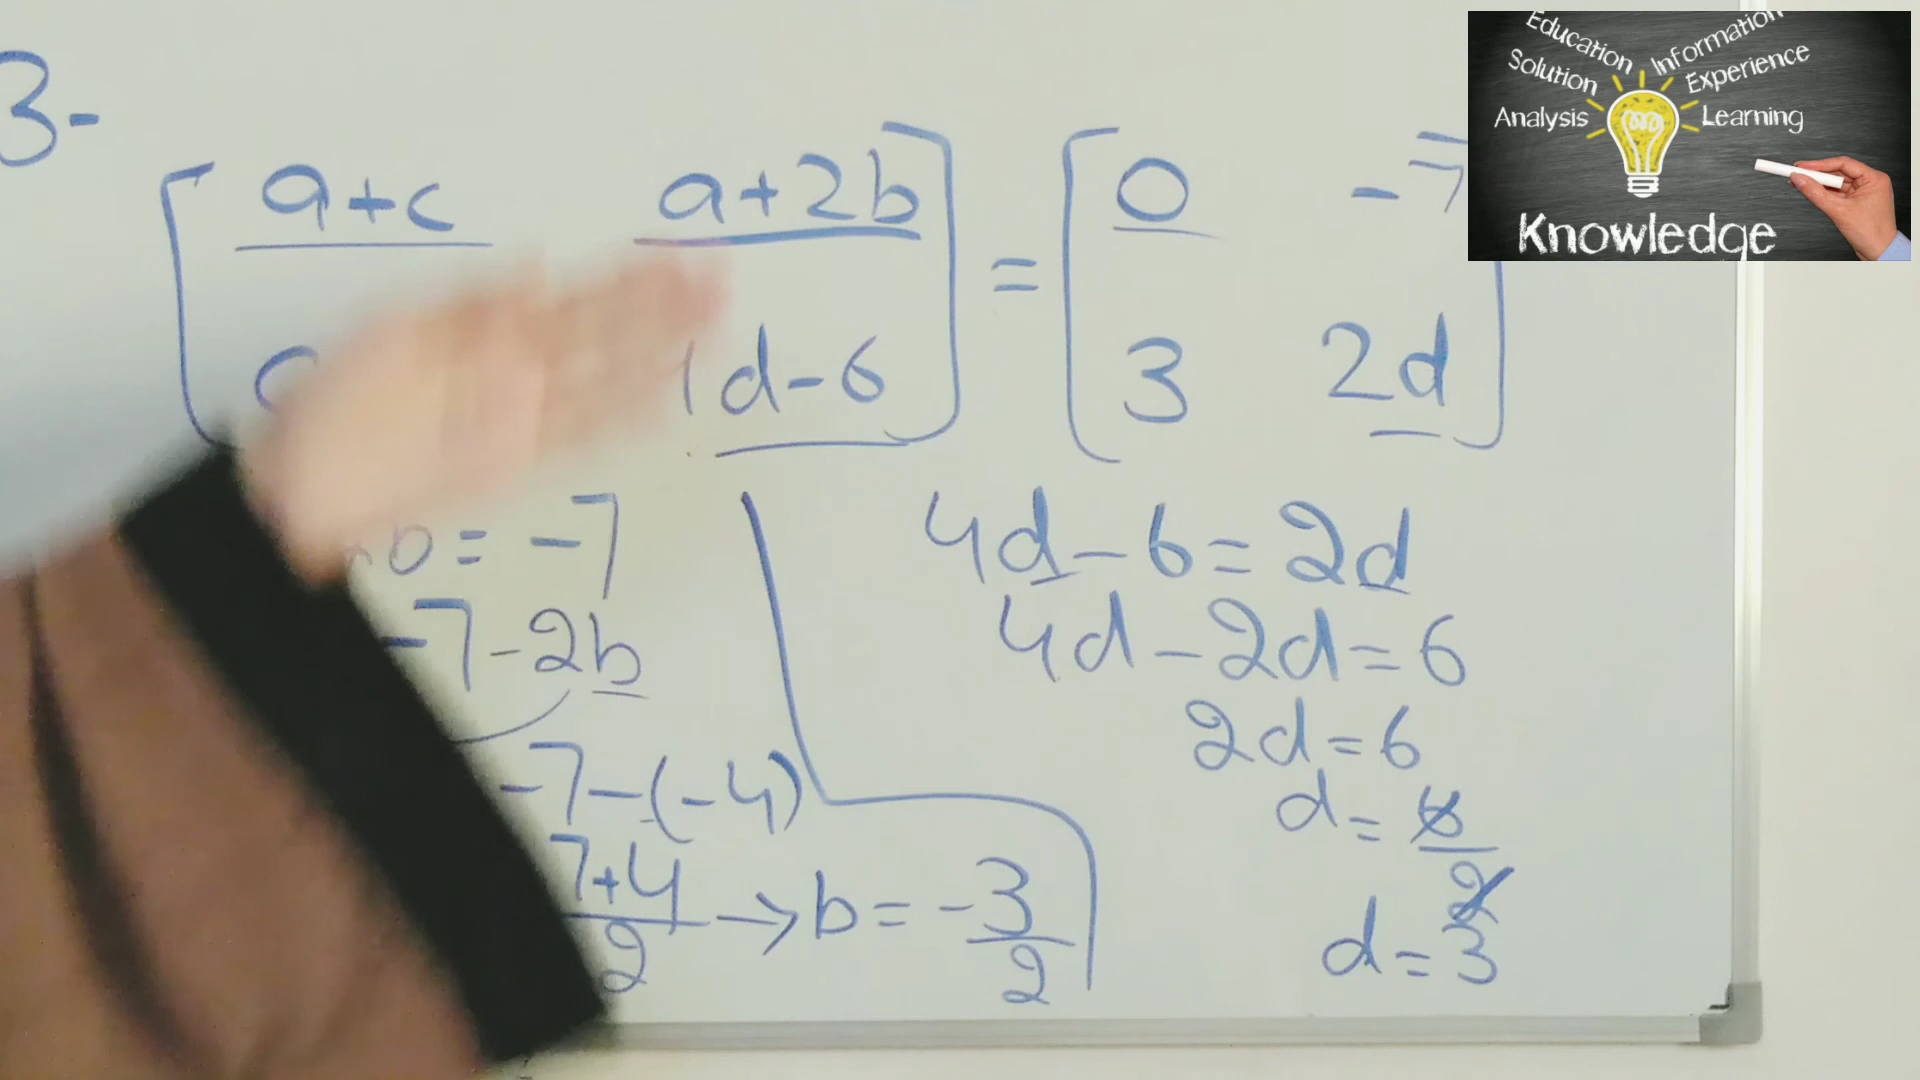 3-
a+c a+2b = 0 -7
4d-6 3 2d
= -7
-7-2b
-7-(-4)
7+4
2
→ b = -3
2
4d-6=2d
4d-2d=6
2d=6
d=6
2
d=3
Education Information
Solution Experience
Analysis Learning
Knowledge